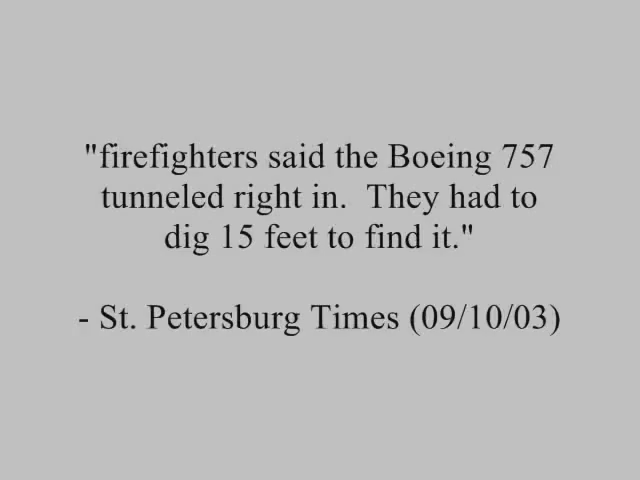 "firefighters said the Boeing 757
tunneled right in.  They had to
dig 15 feet to find it."
- St. Petersburg Times (09/10/03)